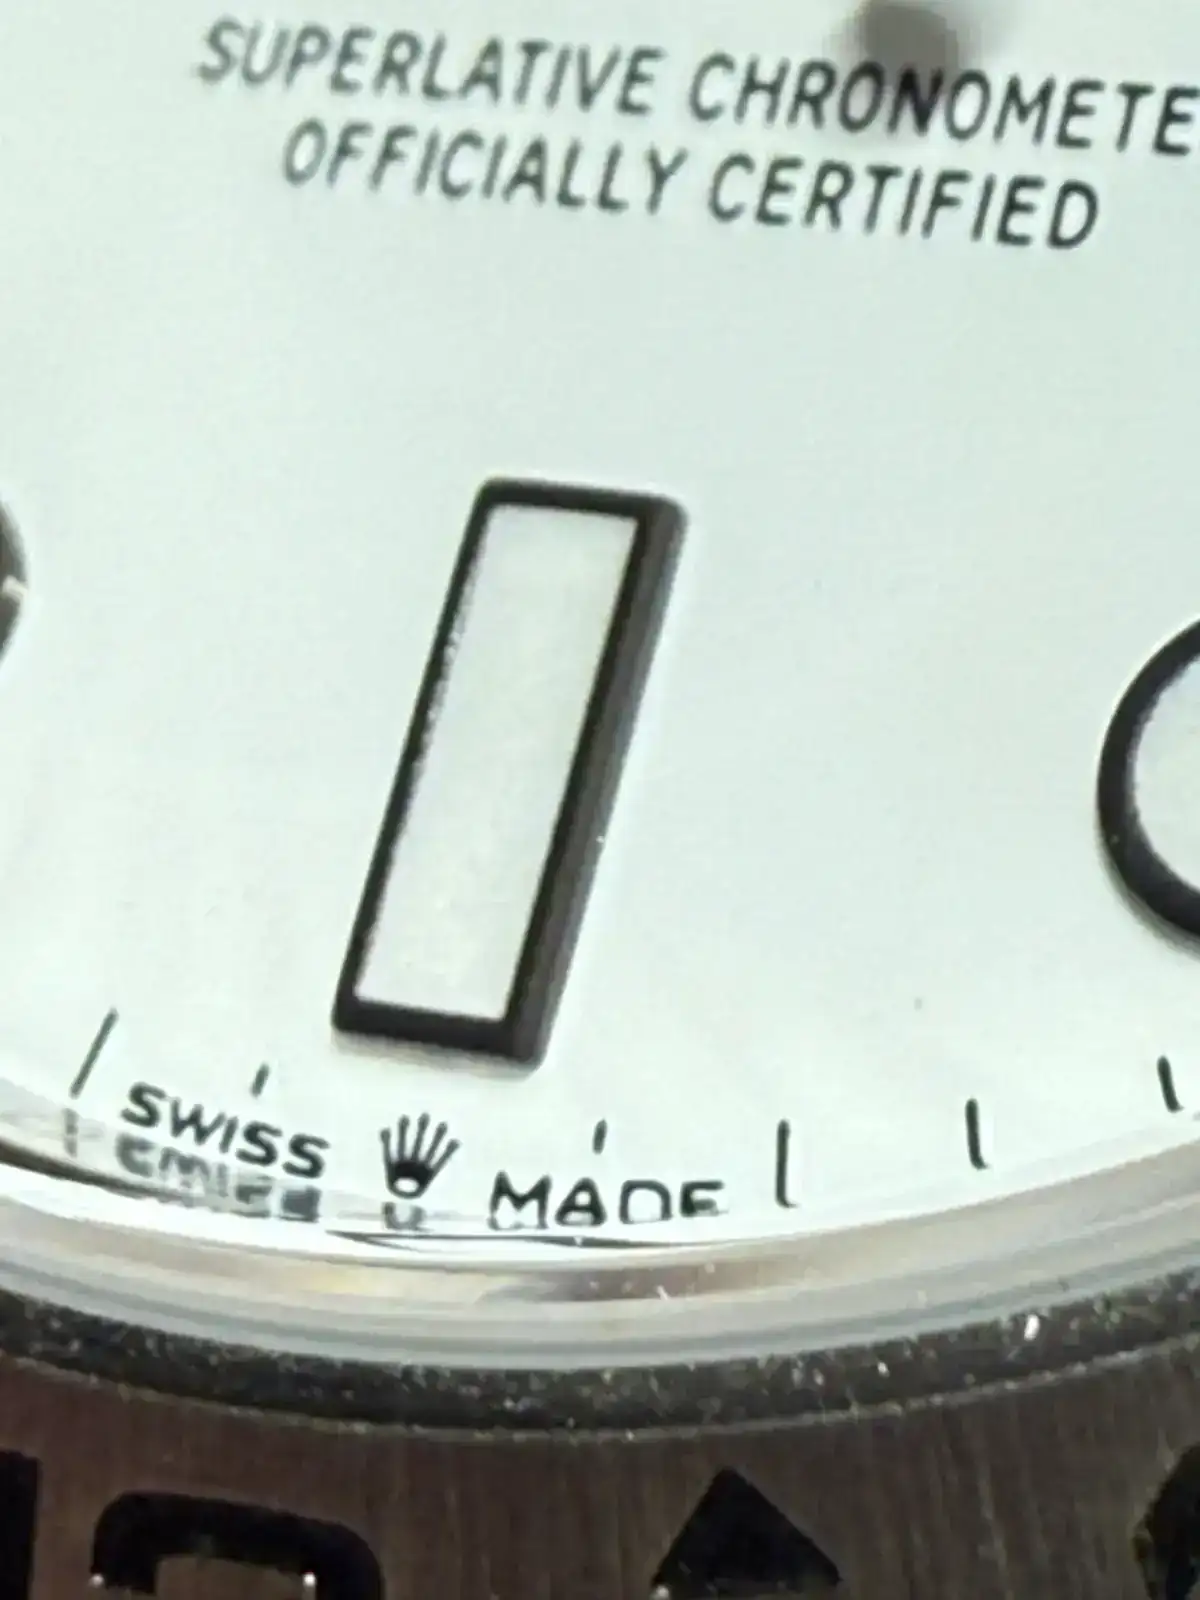 SUPERLATIVE CHRONOMETE
OFFICIALLY CERTIFIED
SWISS MADE